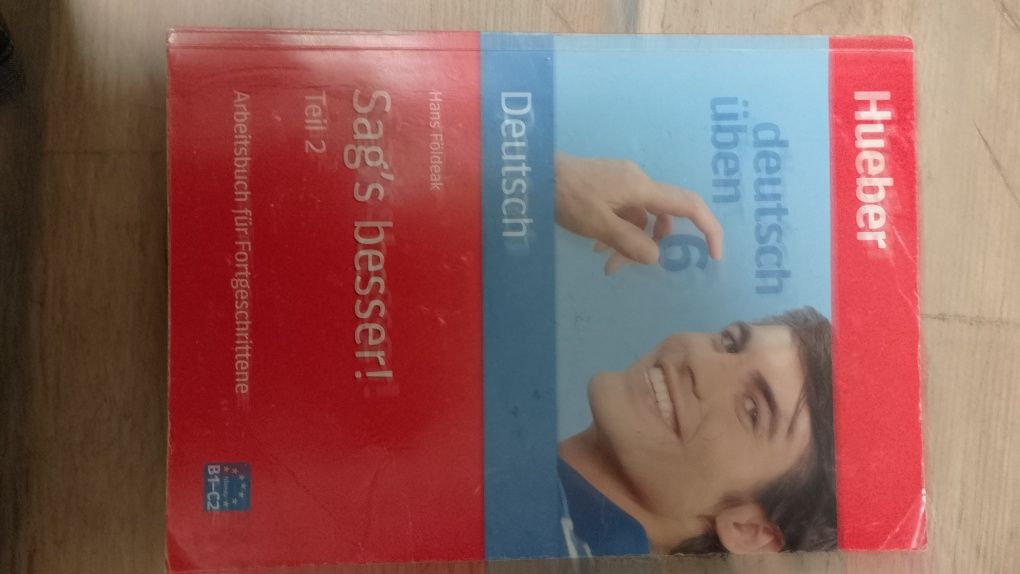 Hueber
deutsch
üben
6
Deutsch
Hans Földeak
Sag's besser!
Teil 2
Arbeitsbuch für Fortgeschrittene
B1–C2